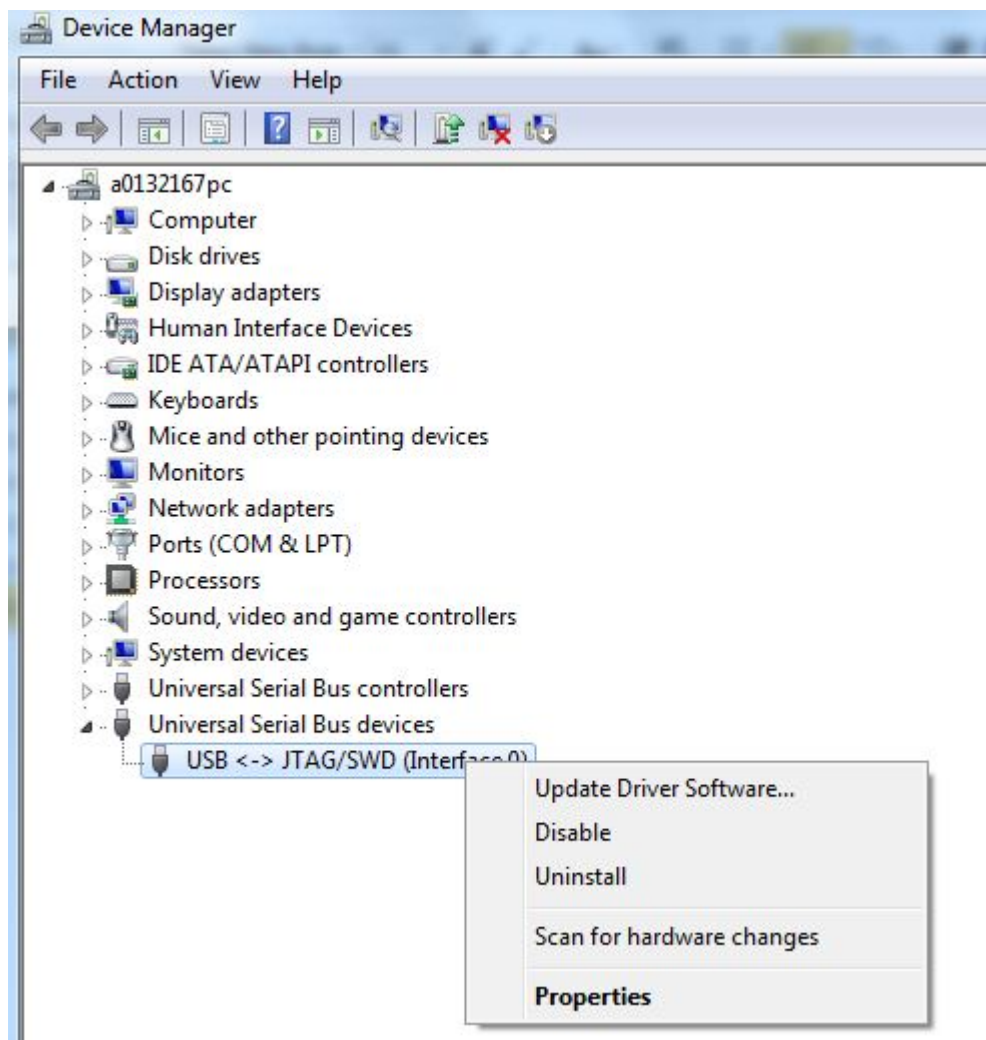 Device Manager
File Action View Help
a0132167pc
Computer
Disk drives
Display adapters
Human Interface Devices
IDE ATA/ATAPI controllers
Keyboards
Mice and other pointing devices
Monitors
Network adapters
Ports (COM & LPT)
Processors
Sound, video and game controllers
System devices
Universal Serial Bus controllers
Universal Serial Bus devices
USB <-> JTAG/SWD (Interface 0)
Update Driver Software...
Disable
Uninstall
Scan for hardware changes
Properties